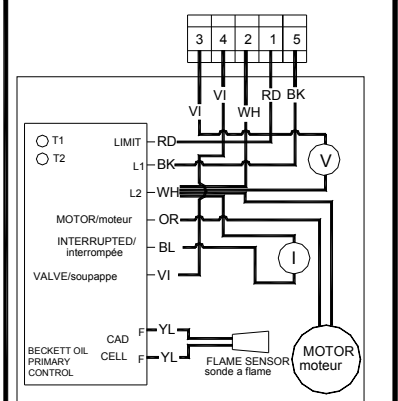 3 4 2 1 5
VI VI WH RD BK
T1
T2
LIMIT RD
L1 BK
V
L2 WH
MOTOR/moteur OR
INTERRUPTED/
interrompée BL
I
VALVE/soupappe VI
F YL
CAD
CELL F YL
BECKETT OIL
PRIMARY
CONTROL
FLAME SENSOR
sonde a flame
MOTOR
moteur